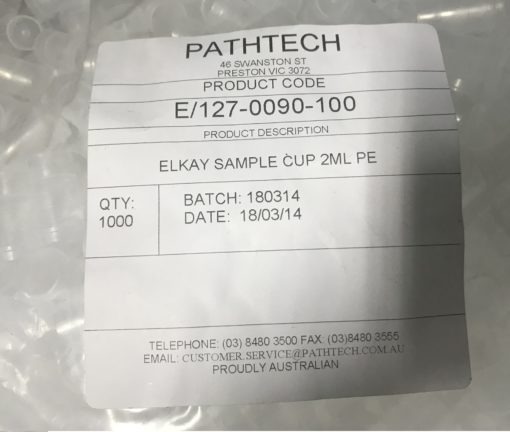 PATHTECH
46 SWANSTON ST
PRESTON VIC 3072
PRODUCT CODE
E/127-0090-100
PRODUCT DESCRIPTION
ELKAY SAMPLE CUP 2ML PE
QTY:
1000
BATCH: 180314
DATE: 18/03/14
TELEPHONE: (03) 8480 3500 FAX: (03)8480 3555
EMAIL: CUSTOMER.SERVICE@PATHTECH.COM.AU
PROUDLY AUSTRALIAN